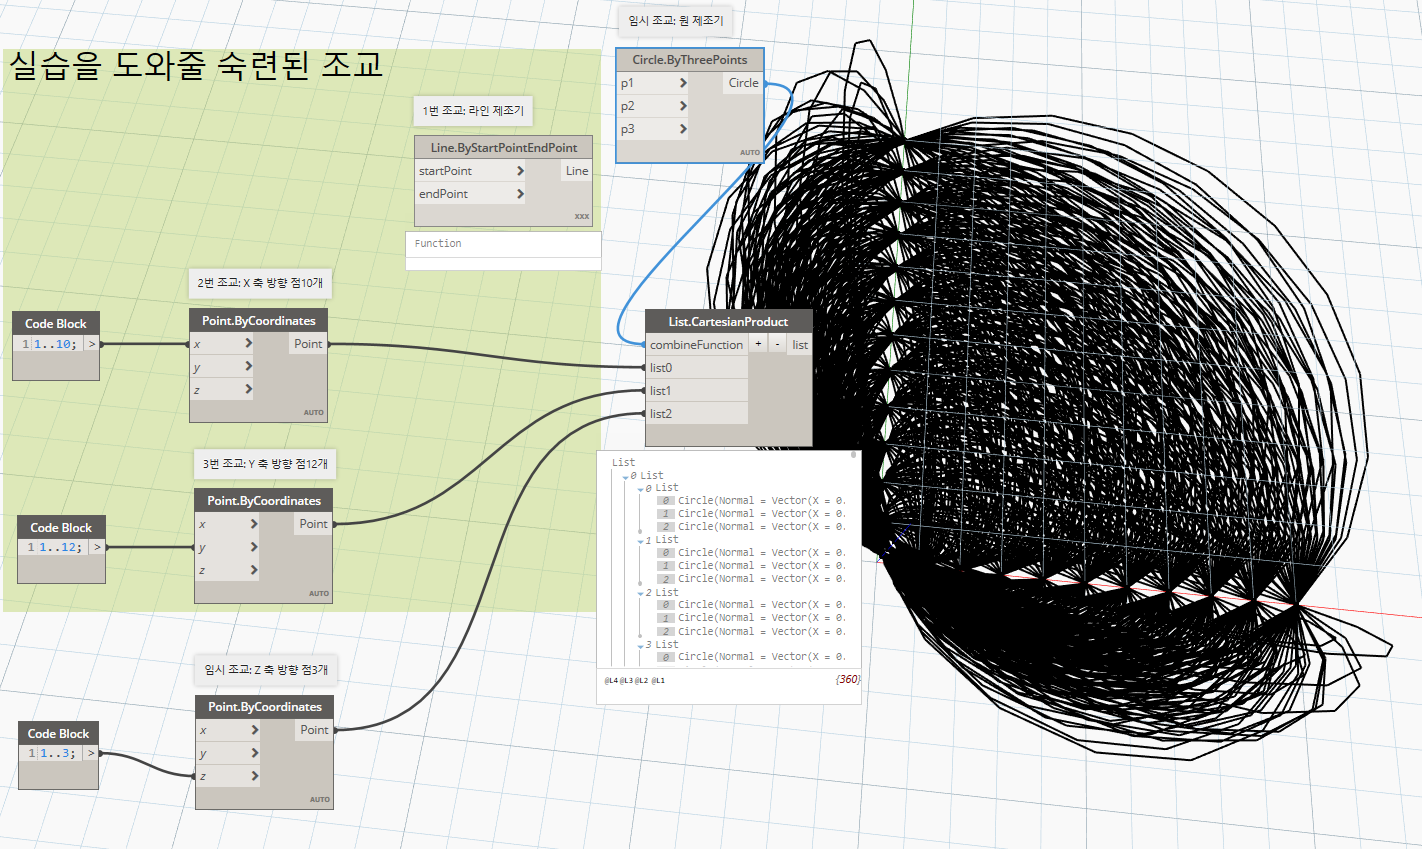 임시 조교: 원 제조기
실습을 도와줄 숙련된 조교
Circle.ByThreePoints
p1 > Circle
p2 >
p3 >
AUTO
1번 조교: 라인 제조기
Line.ByStartPointEndPoint
startPoint > Line
endPoint >
XXX
Function
2번 조교: X 축 방향 점10개
Code Block
1 1..10; >
Point.ByCoordinates
x > Point
y >
z >
AUTO
List.CartesianProduct
combineFunction + - list
list0
list1
list2
3번 조교: Y 축 방향 점12개
Code Block
1 1..12; >
Point.ByCoordinates
x > Point
y >
z >
AUTO
List
0 List
0 List
0 Circle(Normal = Vector(X = 0.
1 Circle(Normal = Vector(X = 0.
2 Circle(Normal = Vector(X = 0.
1 List
0 Circle(Normal = Vector(X = 0.
1 Circle(Normal = Vector(X = 0.
2 Circle(Normal = Vector(X = 0.
2 List
0 Circle(Normal = Vector(X = 0.
1 Circle(Normal = Vector(X = 0.
2 Circle(Normal = Vector(X = 0.
3 List
0 Circle(Normal = Vector(X = 0.
@L4 @L3 @L2 @L1 {360}
임시 조교: Z 축 방향 점3개
Code Block
1 1..3; >
Point.ByCoordinates
x > Point
y >
z >
AUTO